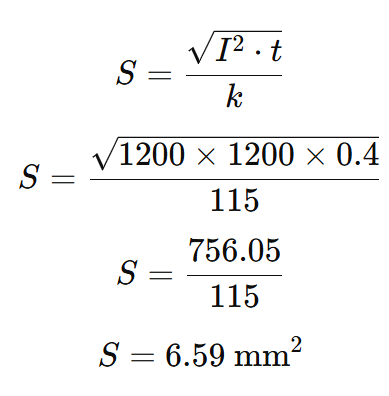 S = √(I² · t) / k
S = √(1200 × 1200 × 0.4) / 115
S = 756.05 / 115
S = 6.59 mm²